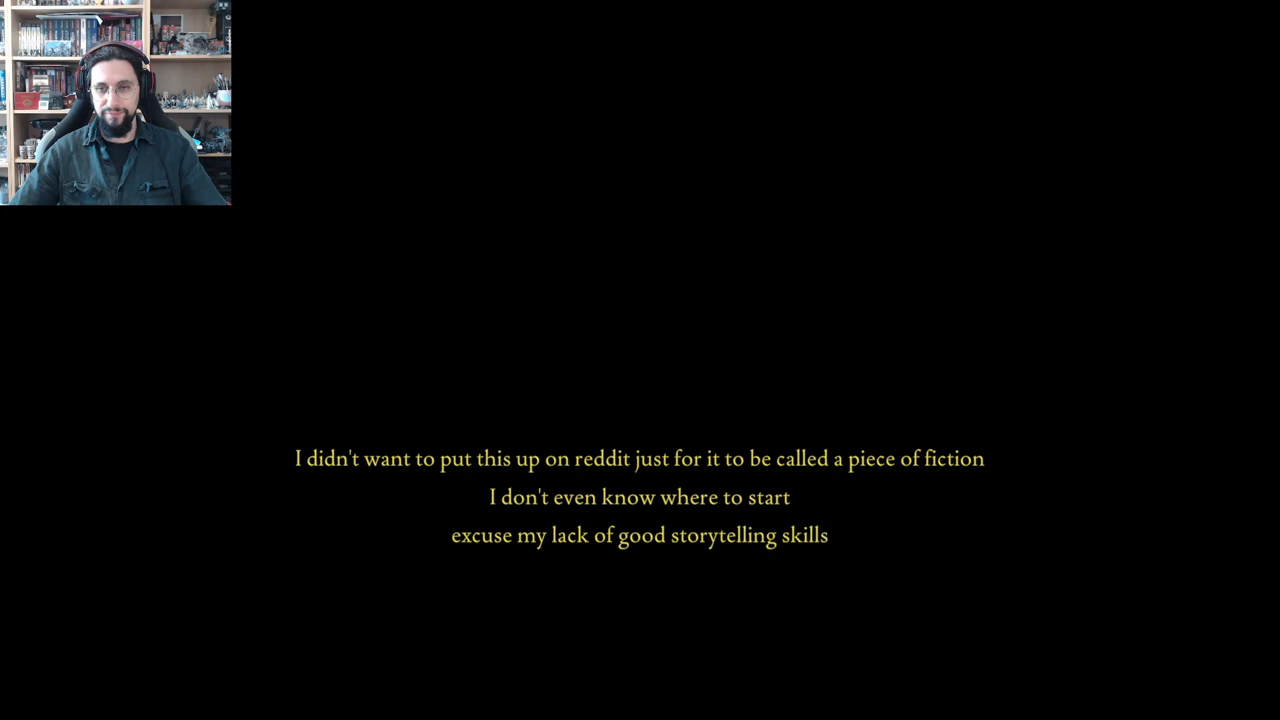 I didn't want to put this up on reddit just for it to be called a piece of fiction
I don't even know where to start
excuse my lack of good storytelling skills